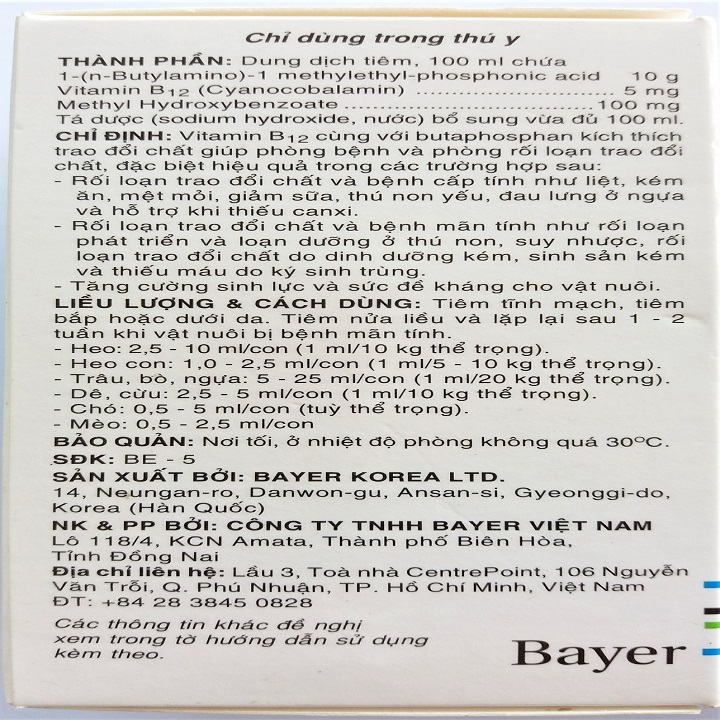 Chỉ dùng trong thú y
THÀNH PHẦN: Dung dịch tiêm, 100 ml chứa
1-(n-Butylamino)-1 methylethyl-phosphonic acid 10 g
Vitamin B12 (Cyanocobalamin) ........................... 5 mg
Methyl Hydroxybenzoate ..................................100 mg
Tá dược (sodium hydroxide, nước) bổ sung vừa đủ 100 ml.
CHỈ ĐỊNH: Vitamin B12 cùng với butaphosphan kích thích
trao đổi chất giúp phòng bệnh và phòng rối loạn trao đổi
chất, đặc biệt hiệu quả trong các trường hợp sau:
- Rối loạn trao đổi chất và bệnh cấp tính như liệt, kém
ăn, mệt mỏi, giảm sữa, thú non yếu, đau lưng ở ngựa
và hỗ trợ khi thiếu canxi.
- Rối loạn trao đổi chất và bệnh mãn tính như rối loạn
phát triển và loạn dưỡng ở thú non, suy nhược, rối
loạn trao đổi chất do dinh dưỡng kém, sinh sản kém
và thiếu máu do ký sinh trùng.
- Tăng cường sinh lực và sức đề kháng cho vật nuôi.
LIỀU LƯỢNG & CÁCH DÙNG: Tiêm tĩnh mạch, tiêm
bắp hoặc dưới da. Tiêm nửa liều và lặp lại sau 1 - 2
tuần khi vật nuôi bị bệnh mãn tính.
- Heo: 2,5 - 10 ml/con (1 ml/10 kg thể trọng).
- Heo con: 1,0 - 2,5 ml/con (1 ml/5 - 10 kg thể trọng).
- Trâu, bò, ngựa: 5 - 25 ml/con (1 ml/20 kg thể trọng).
- Dê, cừu: 2,5 - 5 ml/con (1 ml/10 kg thể trọng).
- Chó: 0,5 - 5 ml/con (tuỳ thể trọng).
- Mèo: 0,5 - 2,5 ml/con
BẢO QUẢN: Nơi tối, ở nhiệt độ phòng không quá 30°C.
SĐK: BE - 5
SẢN XUẤT BỞI: BAYER KOREA LTD.
14, Neungan-ro, Danwon-gu, Ansan-si, Gyeonggi-do,
Korea (Hàn Quốc)
NK & PP BỞI: CÔNG TY TNHH BAYER VIỆT NAM
Lô 118/4, KCN Amata, Thành phố Biên Hòa,
Tỉnh Đồng Nai
Địa chỉ liên hệ: Lầu 3, Toà nhà CentrePoint, 106 Nguyễn
Văn Trỗi, Q. Phú Nhuận, TP. Hồ Chí Minh, Việt Nam
ĐT: +84 28 3845 0828
Các thông tin khác đề nghị
xem trong tờ hướng dẫn sử dụng
kèm theo.
Bayer